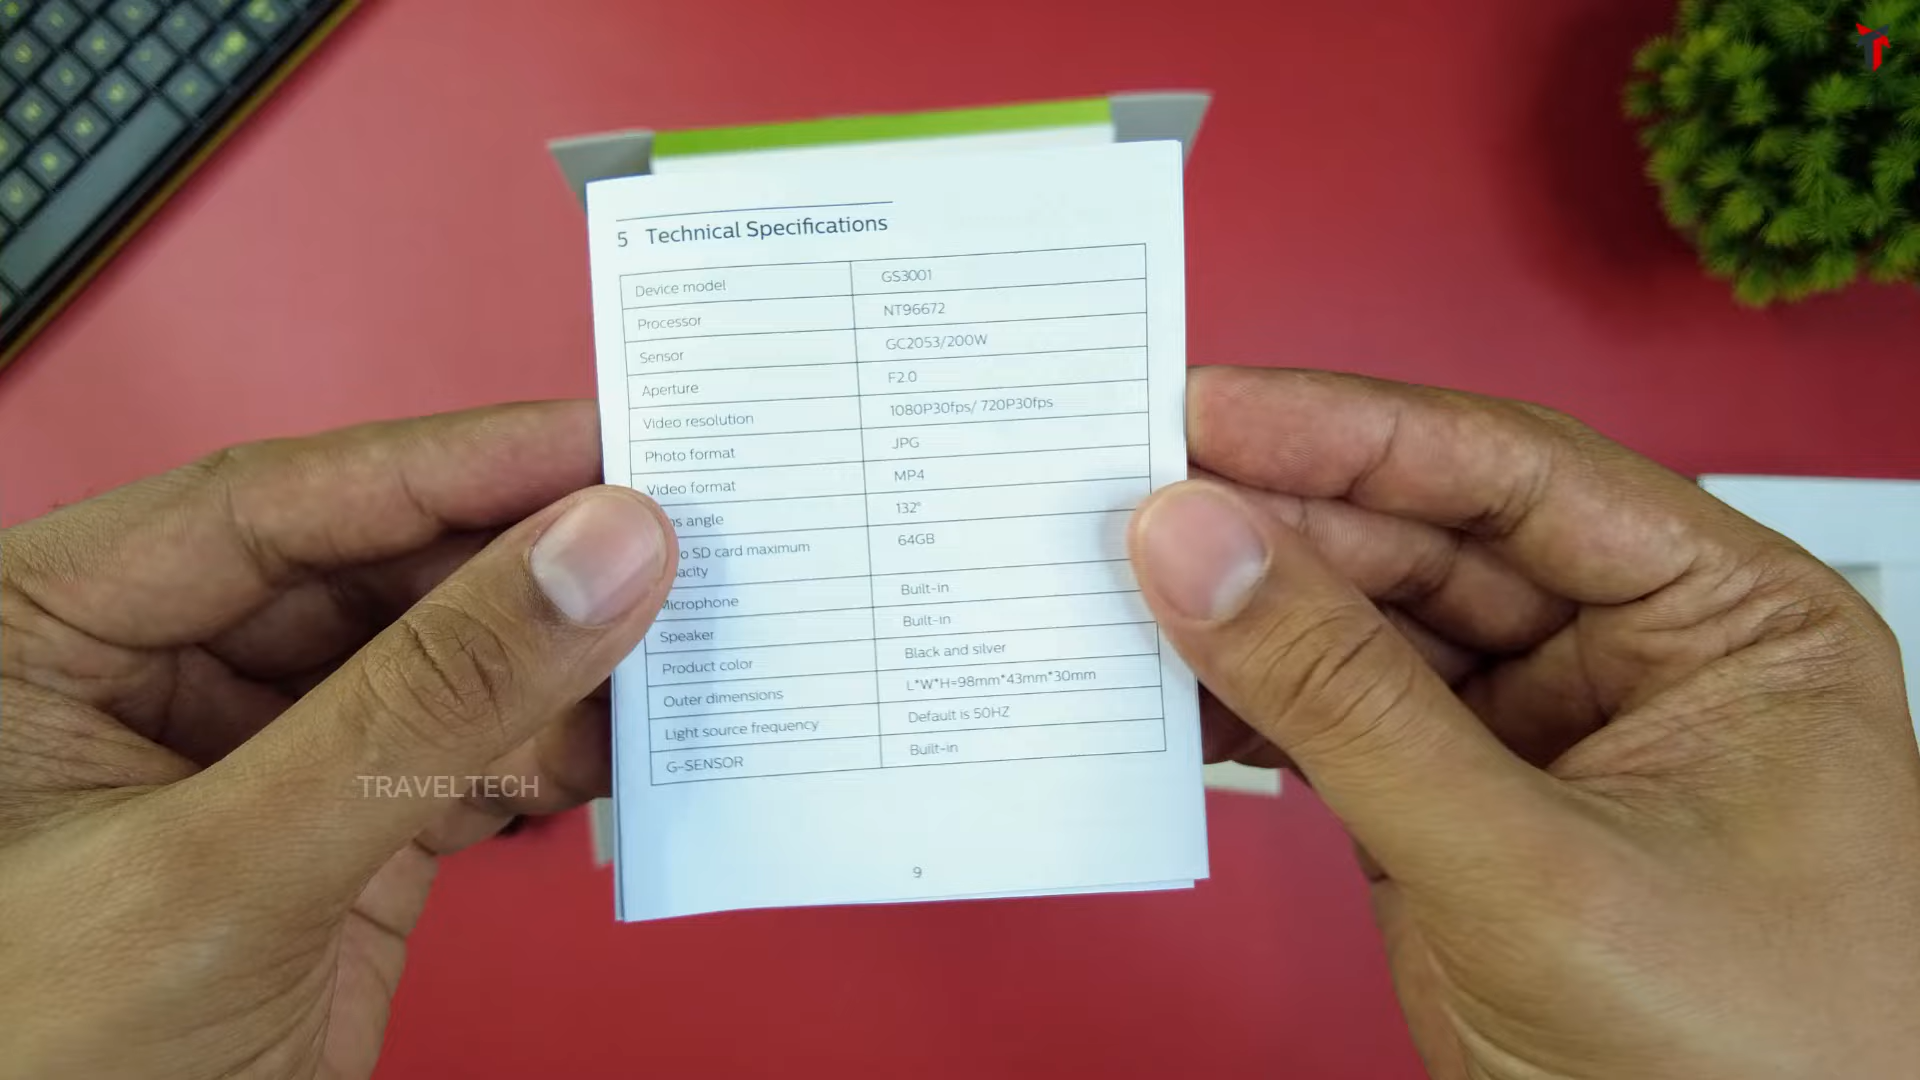 5 Technical Specifications
Device model GS3001
Processor NT96672
Sensor GC2053/200W
Aperture F2.0
Video resolution 1080P30fps/ 720P30fps
Photo format JPG
Video format MP4
angle 132°
SD card maximum 64GB
Microphone Built-in
Speaker Built-in
Product color Black and silver
Outer dimensions L*W*H=98mm*43mm*30mm
Light source frequency Default is 50HZ
G-SENSOR Built-in
9
TRAVELTECH